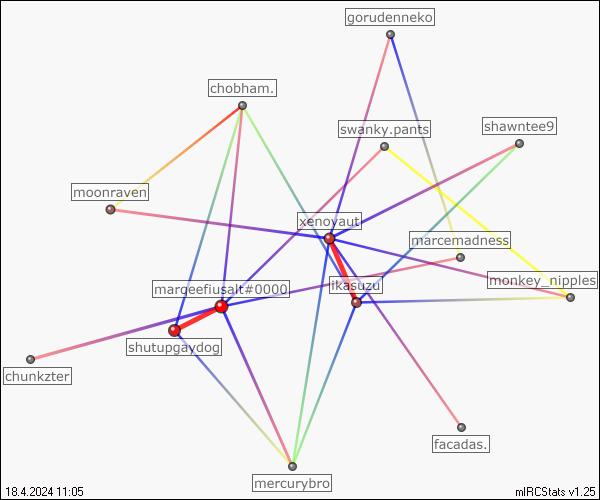 gorudenneko
chobham.
swanky.pants
shawntee9
moonraven
xenoyaut
marcemadness
monkey_nipples
ikasuzu
margeefiusalt#0000
shutupgaydog
chunkzter
facadas.
mercurybro
18.4.2024 11:05
mIRCStats v1.25